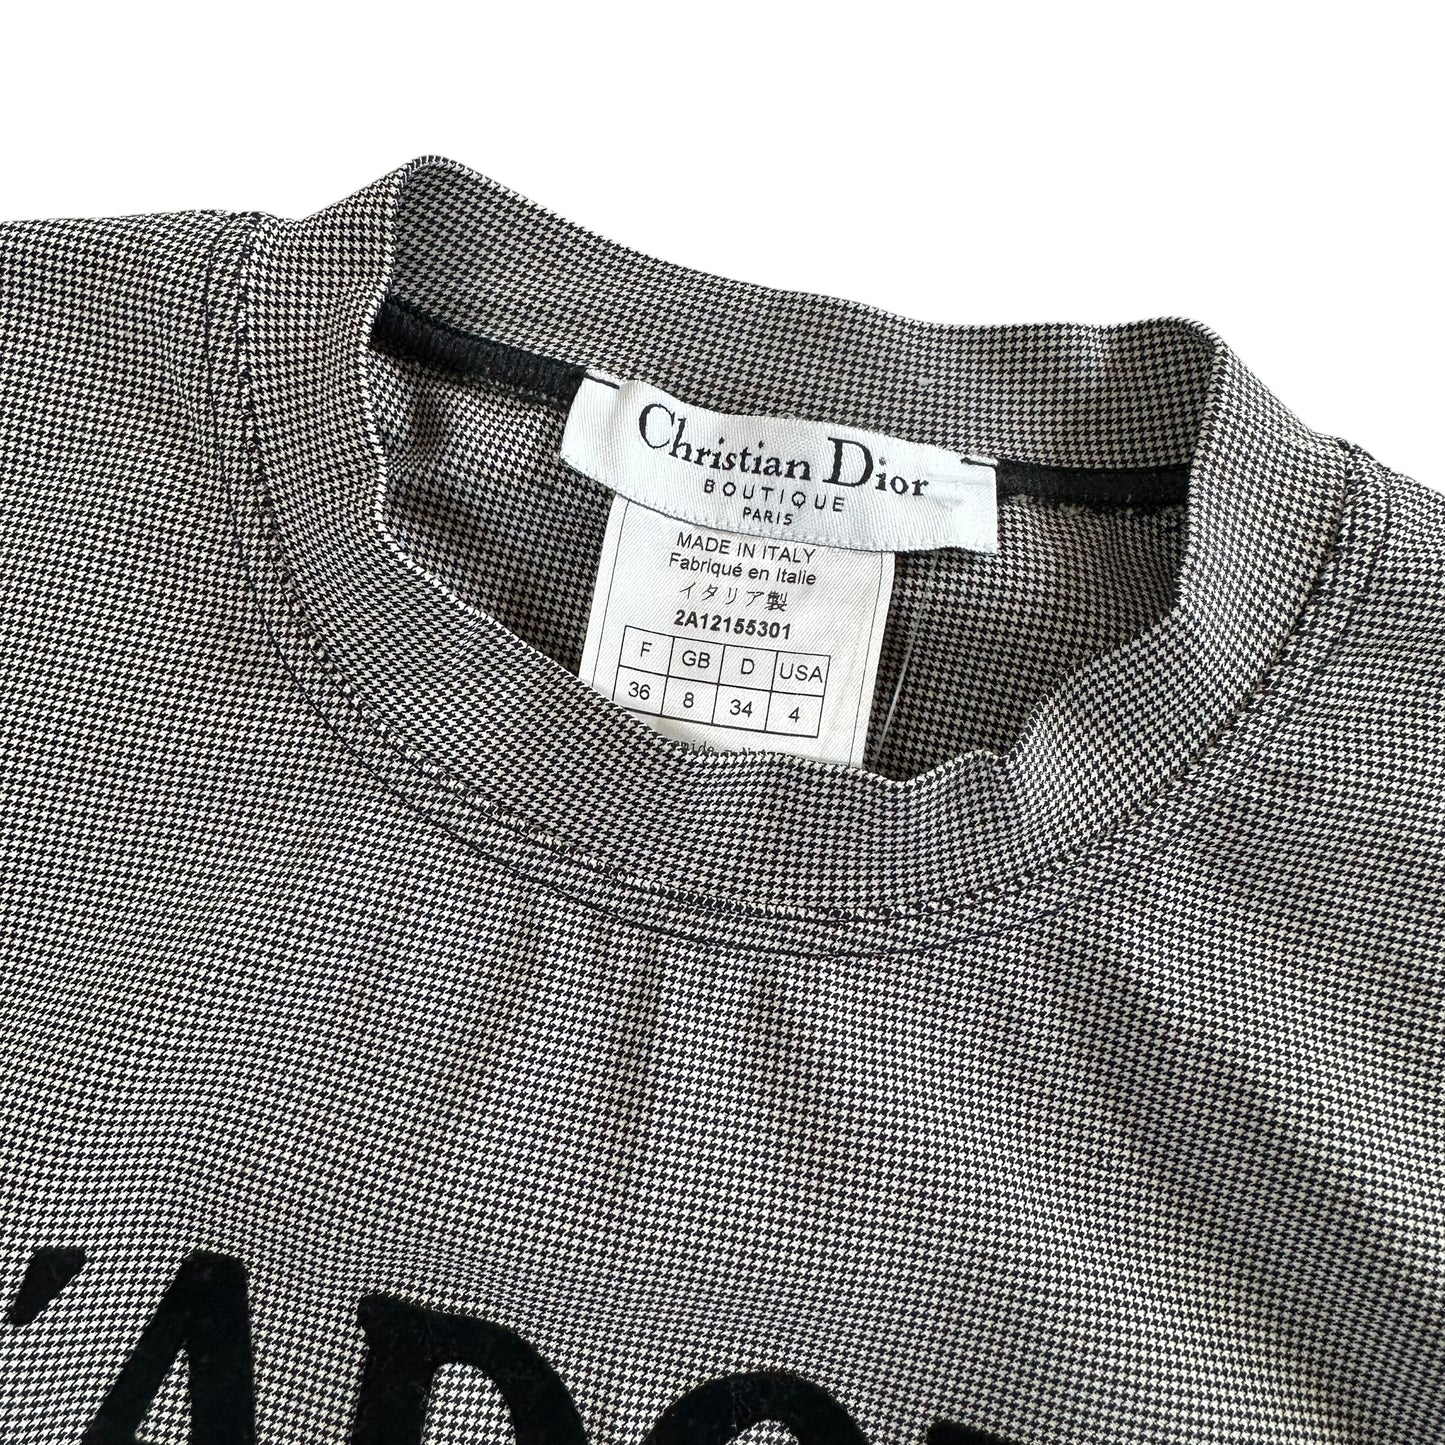 Christian Dior
BOUTIQUE
PARIS
MADE IN ITALY
Fabriqué en Italie
イタリア製
2A12155301
F GB D USA
36 8 34 4
'ADO